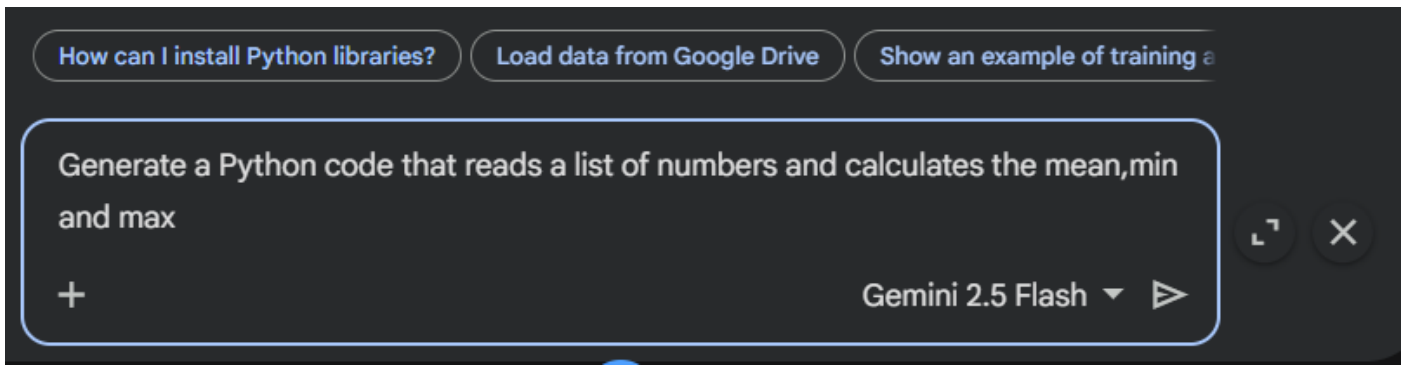 How can I install Python libraries? Load data from Google Drive Show an example of training
Generate a Python code that reads a list of numbers and calculates the mean,min
and max
Gemini 2.5 Flash